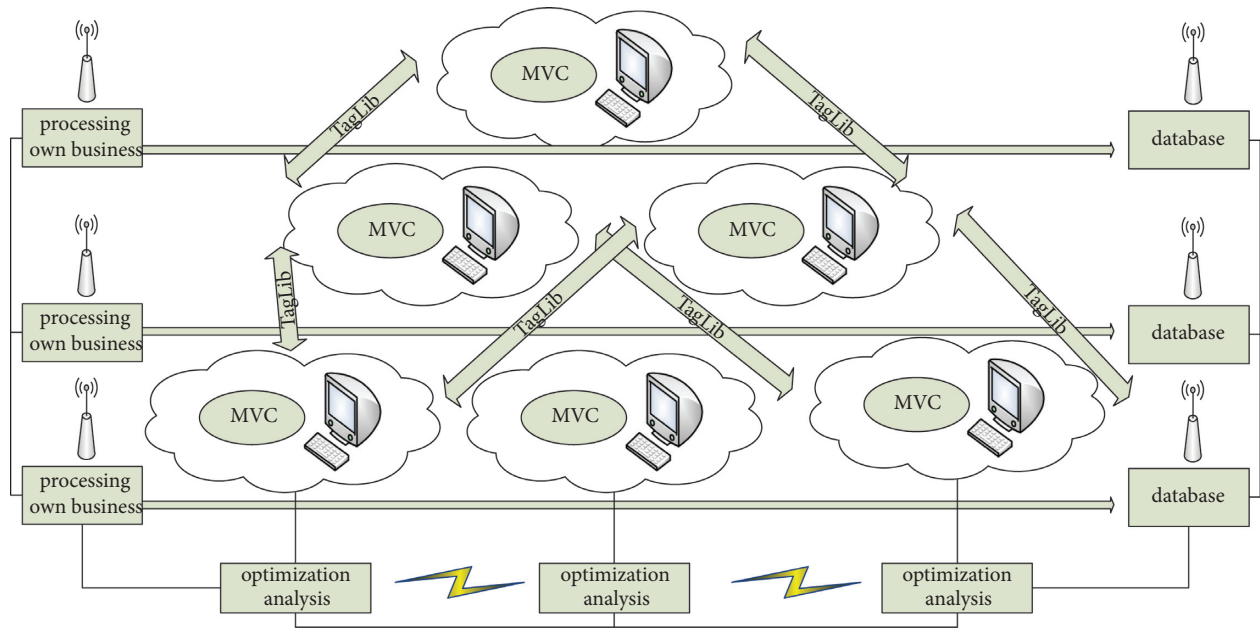 MVC
TagLib
TagLib
processing
own business
database
MVC
MVC
TagLib
TagLib
TagLib
TagLib
processing
own business
database
MVC
MVC
MVC
processing
own business
database
optimization
analysis
optimization
analysis
optimization
analysis